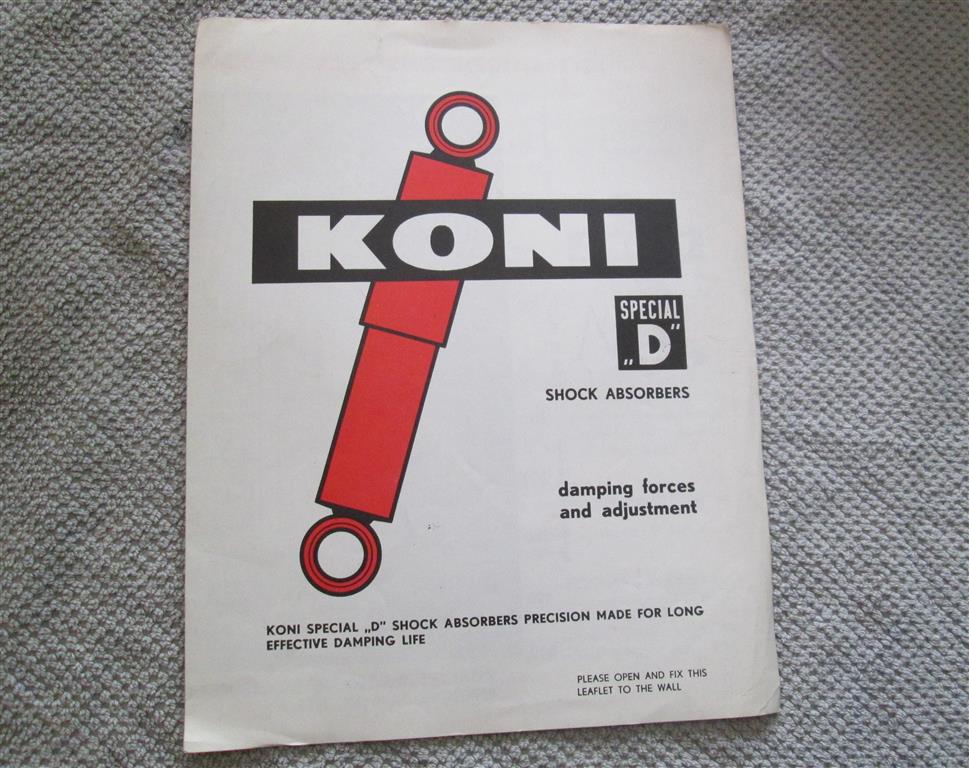 KONI
SPECIAL
„D“
SHOCK ABSORBERS
damping forces
and adjustment
KONI SPECIAL „D” SHOCK ABSORBERS PRECISION MADE FOR LONG
EFFECTIVE DAMPING LIFE
PLEASE OPEN AND FIX THIS
LEAFLET TO THE WALL